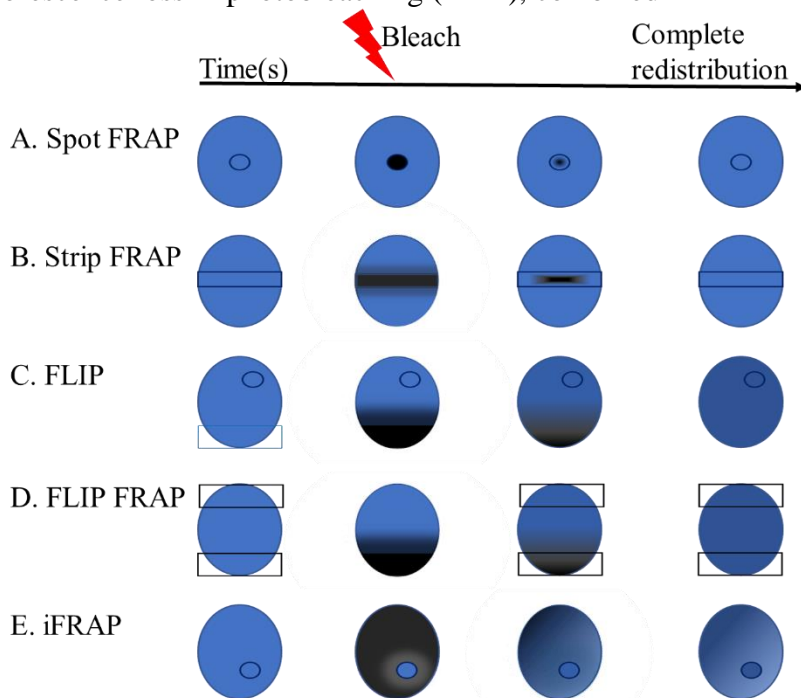 Bleach
Complete
redistribution
Time(s)
A. Spot FRAP
B. Strip FRAP
C. FLIP
D. FLIP FRAP
E. iFRAP